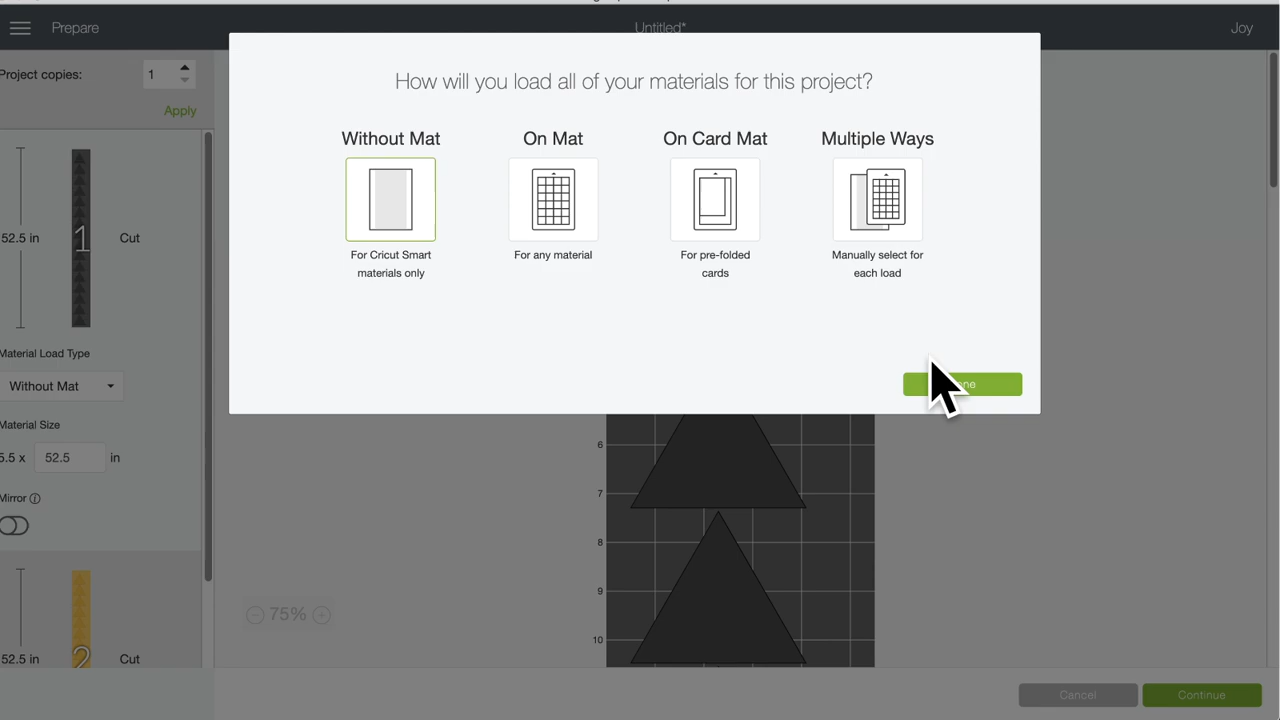 Prepare
Untitled*
Joy
Project copies:
1
Apply
52.5 in
1
Cut
Material Load Type
Without Mat
Material Size
5.5 x
52.5
in
Mirror
52.5 in
2
Cut
How will you load all of your materials for this project?
Without Mat
On Mat
On Card Mat
Multiple Ways
For Cricut Smart
materials only
For any material
For pre-folded
cards
Manually select for
each load
75%
6
7
8
9
10
Cancel
Continue